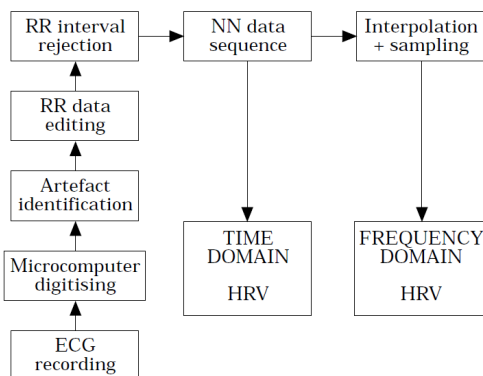 RR interval
rejection
NN data
sequence
Interpolation
+ sampling
RR data
editing
Artefact
identification
Microcomputer
digitising
ECG
recording
TIME
DOMAIN
HRV
FREQUENCY
DOMAIN
HRV